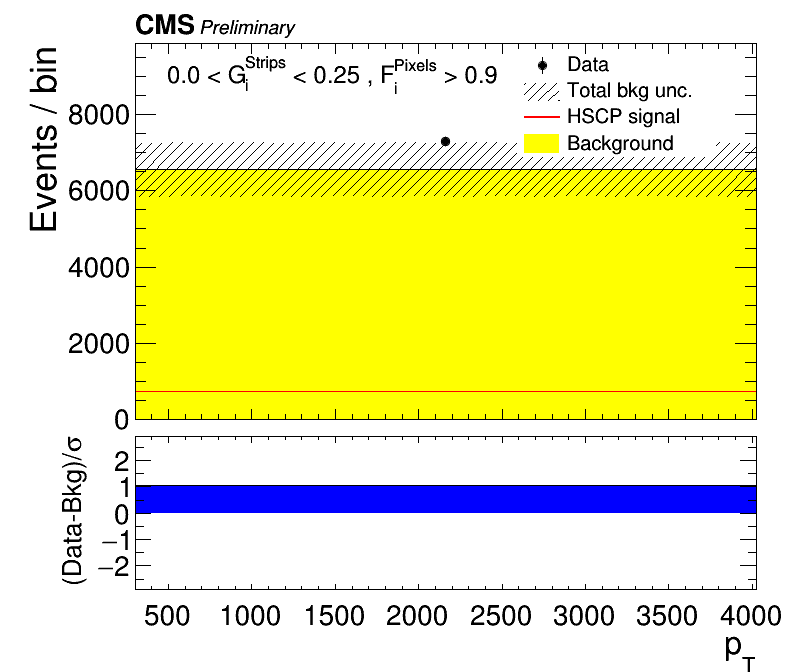 CMS Preliminary
0.0 < G_i^Strips < 0.25 , F_i^Pixels > 0.9
Data
Total bkg unc.
HSCP signal
Background
Events / bin
8000
6000
4000
2000
0
(Data-Bkg)/σ
2
1
0
−1
−2
500 1000 1500 2000 2500 3000 3500 4000
p_T